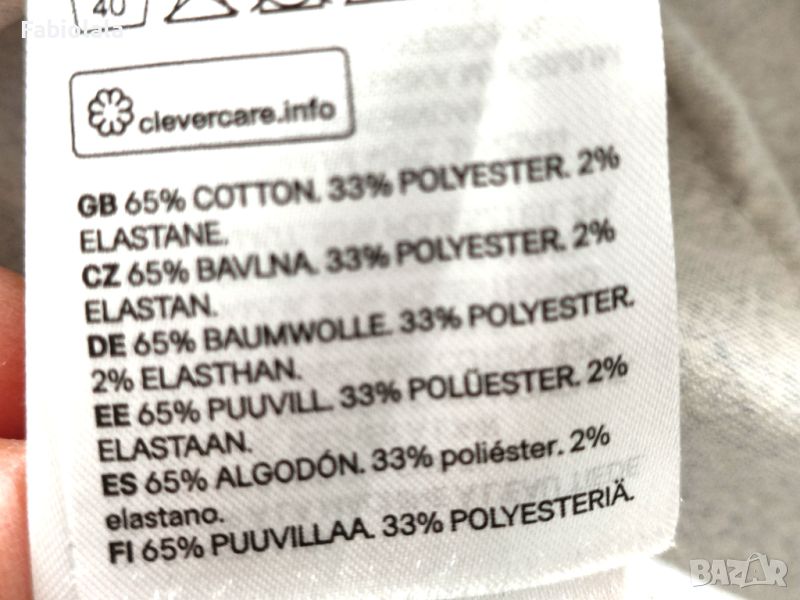 40
Fabiolala
clevercare.info
GB 65% COTTON. 33% POLYESTER. 2%
ELASTANE.
CZ 65% BAVLNA. 33% POLYESTER. 2%
ELASTAN.
DE 65% BAUMWOLLE. 33% POLYESTER.
2% ELASTHAN.
EE 65% PUUVILL. 33% POLÜESTER. 2%
ELASTAAN.
ES 65% ALGODÓN. 33% poliéster. 2%
elastano.
FI 65% PUUVILLAA. 33% POLYESTERIÄ.
BAZAR